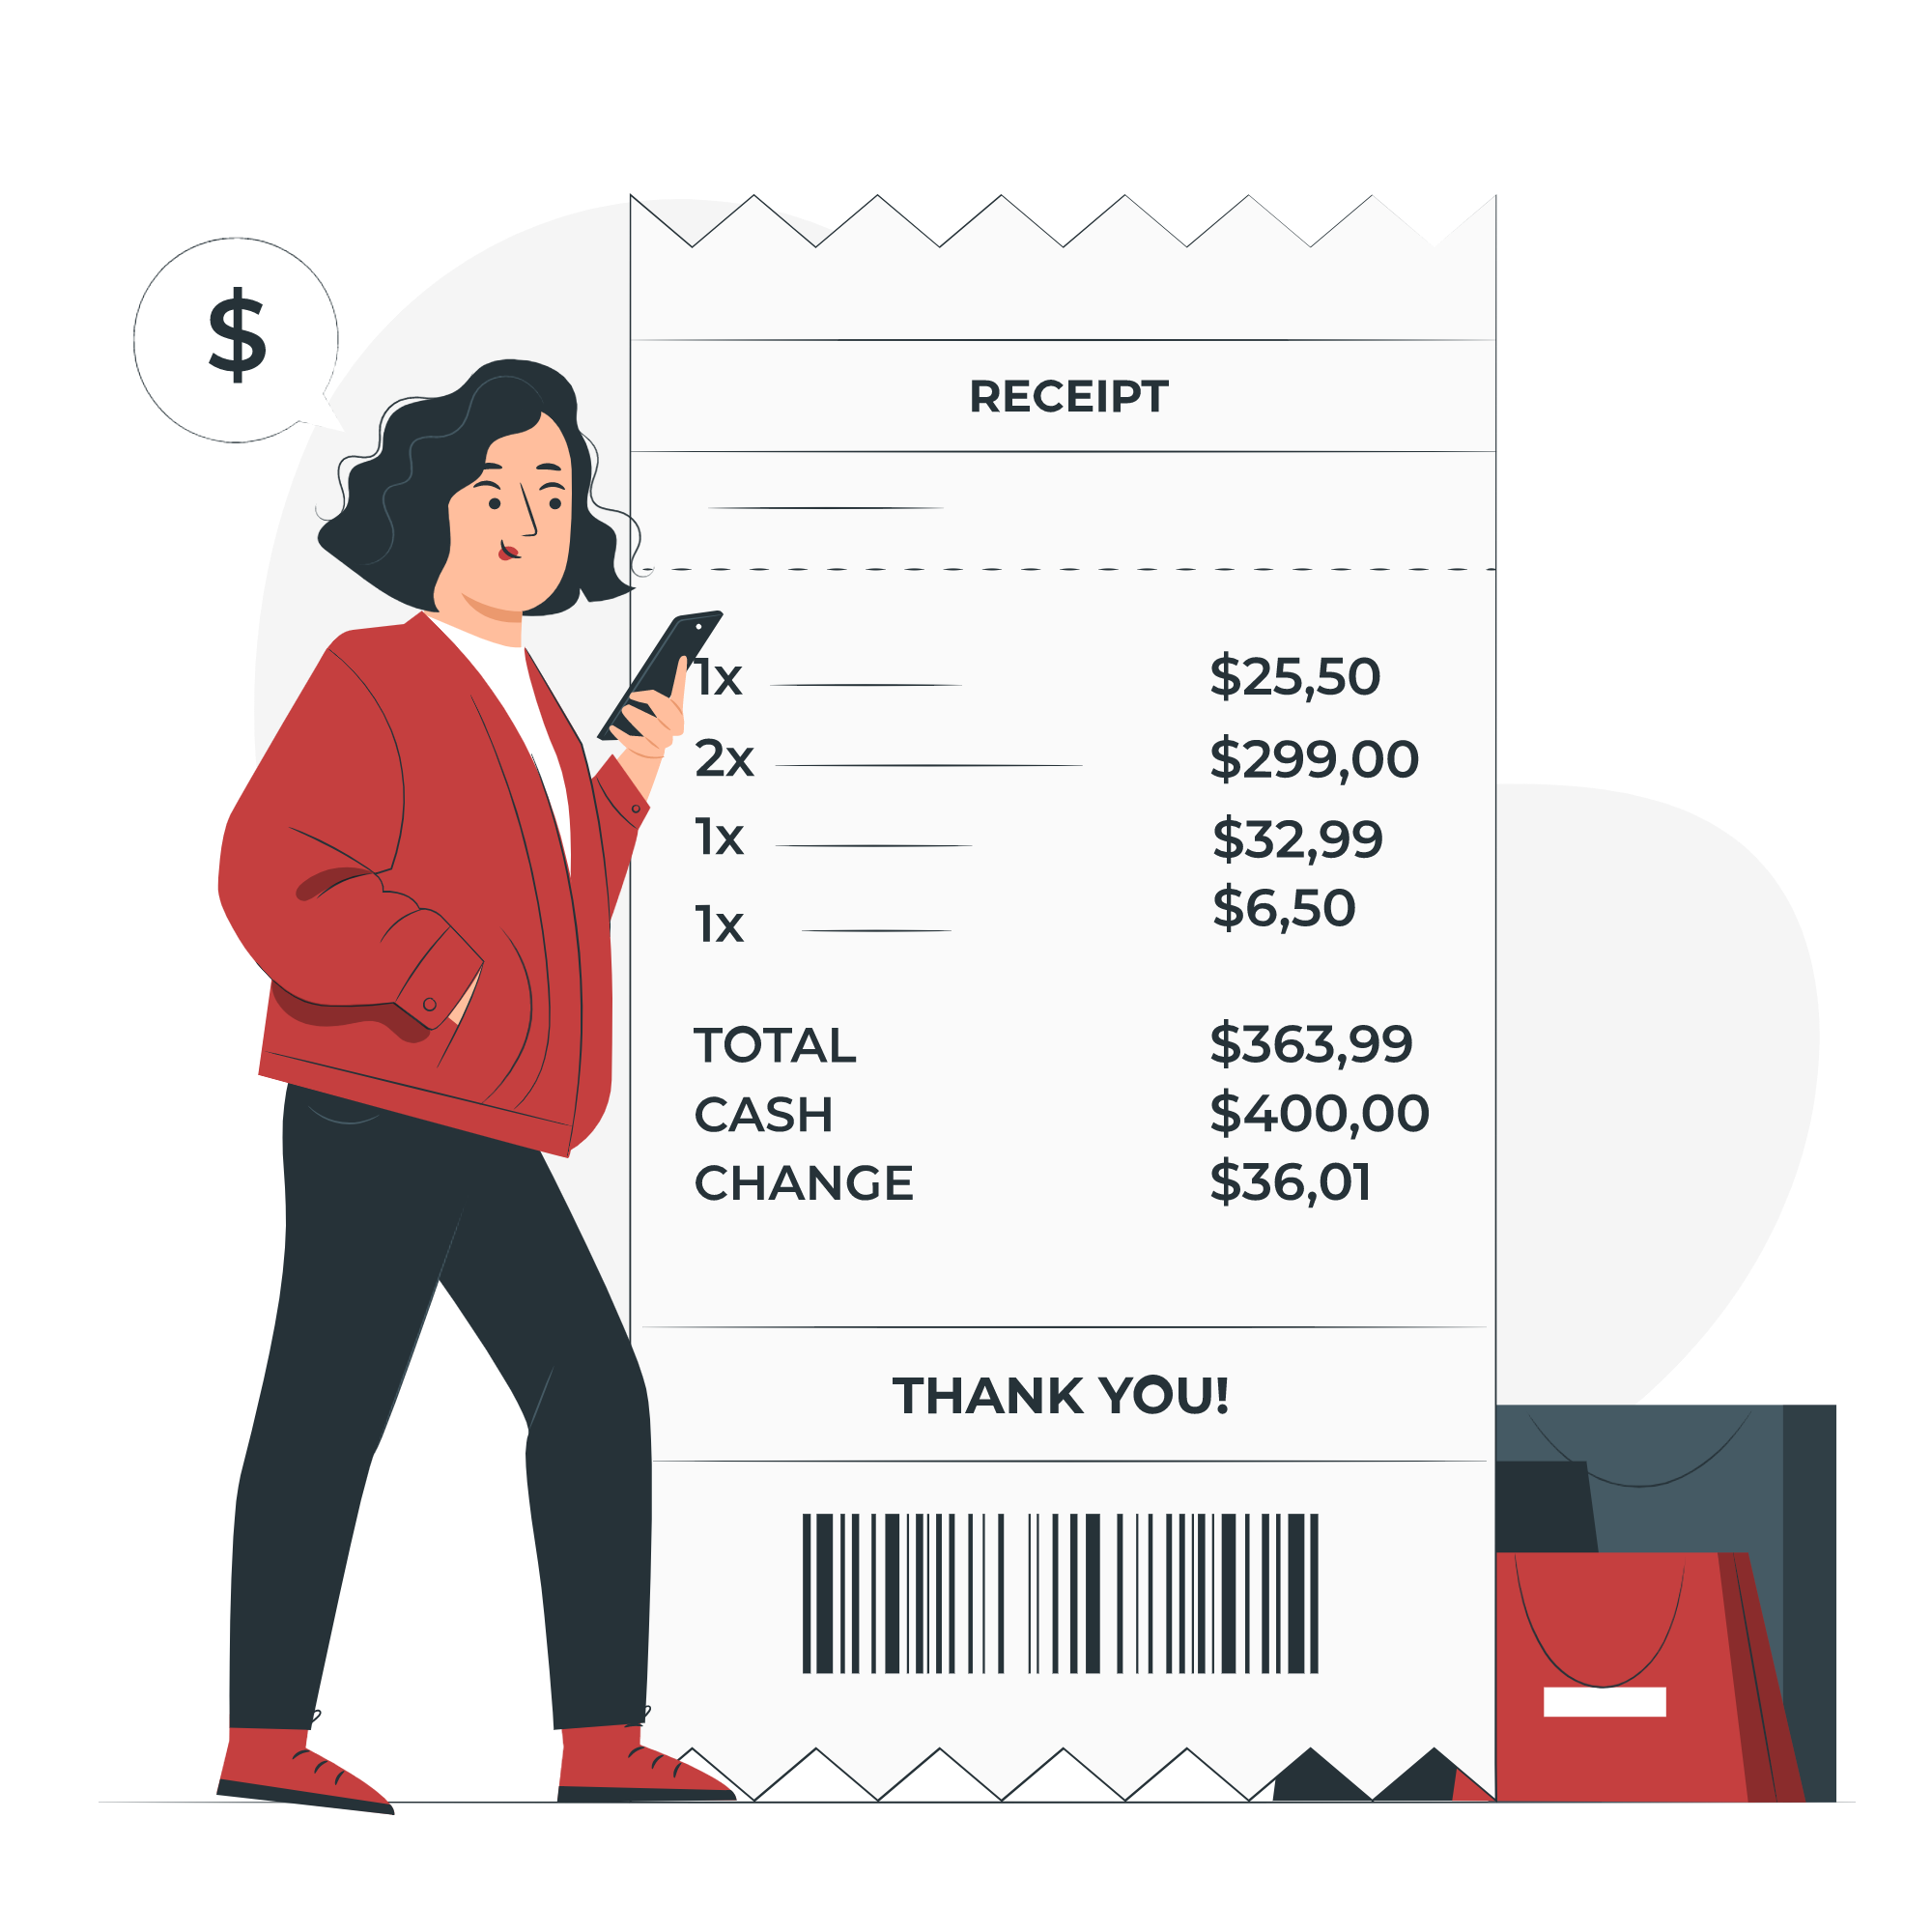 $
RECEIPT
1x $25,50
2x $299,00
1x $32,99
1x $6,50
TOTAL $363,99
CASH $400,00
CHANGE $36,01
THANK YOU!